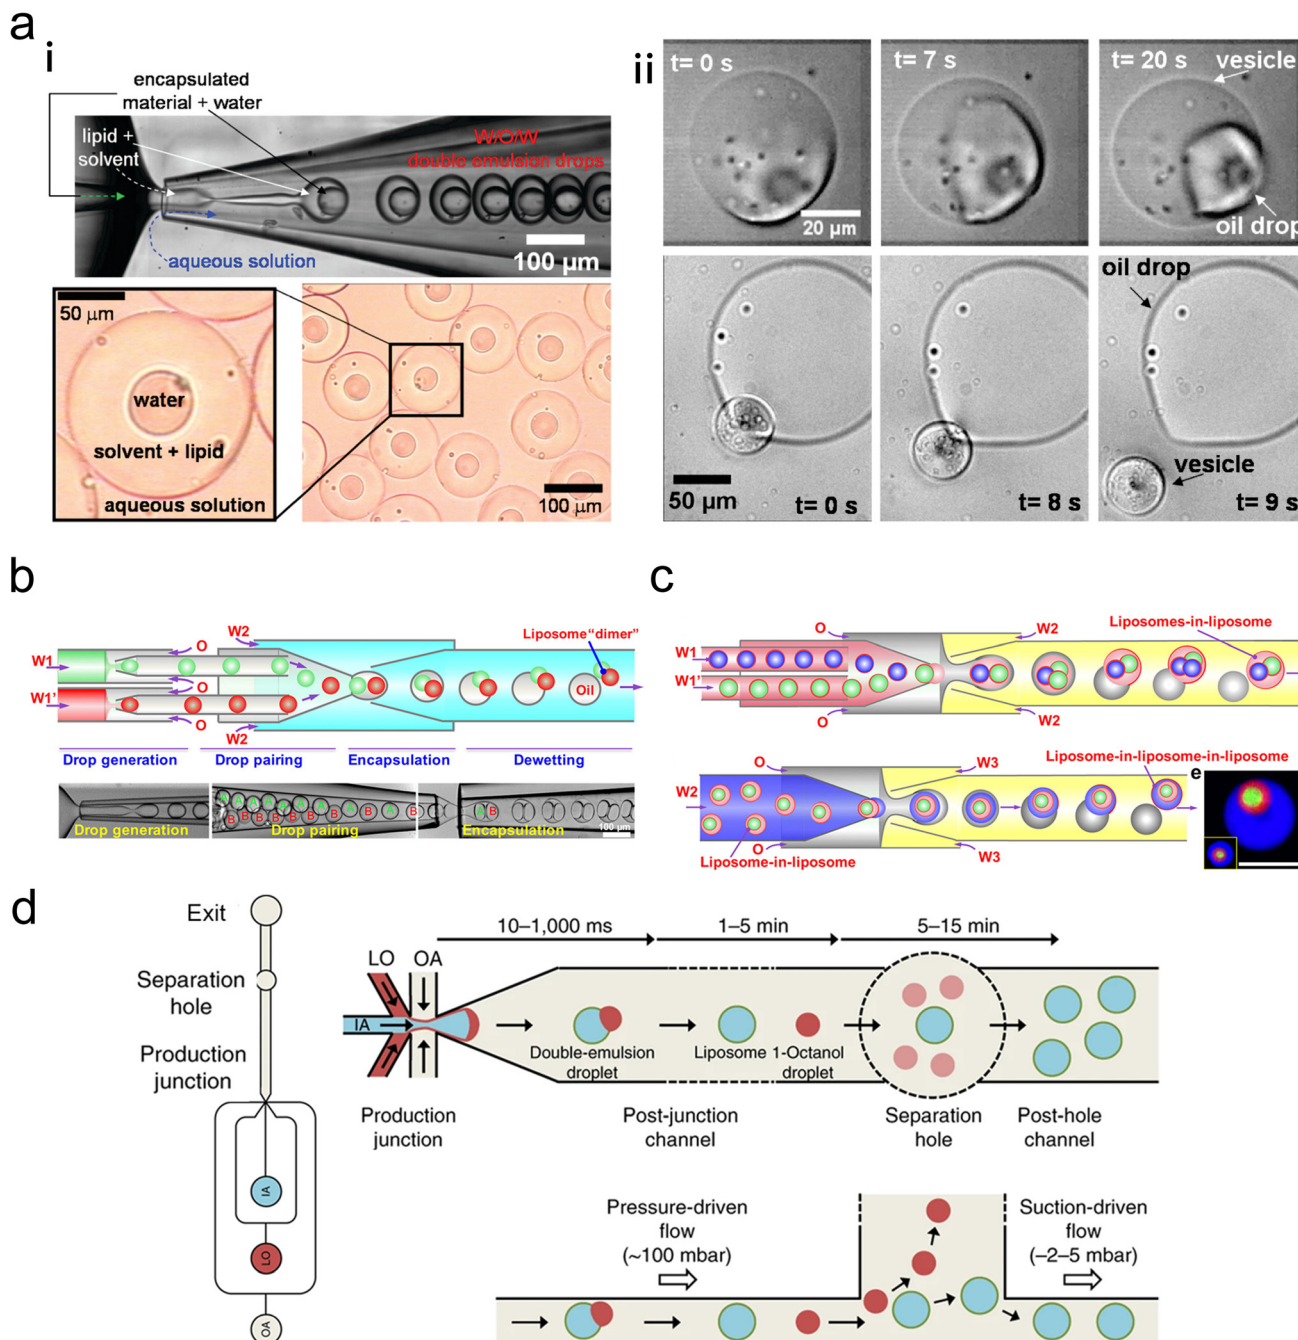 a
i
encapsulated
material + water
lipid +
solvent
W/O/W
double emulsion drops
aqueous solution
100 µm
50 µm
water
solvent + lipid
aqueous solution
100 µm
ii
t= 0 s
20 µm
t= 7 s
t= 20 s
vesicle
oil drop
50 µm
t= 0 s
t= 8 s
oil drop
vesicle
t= 9 s
b
W1
W1'
O
O
W2
W2
Oil
Liposome "dimer"
Drop generation
Drop pairing
Encapsulation
Dewetting
Drop generation
A A A A A A A A A
B B B B B B B B
Drop pairing
A B
Encapsulation
100 µm
c
W1
W1'
O
O
W2
W2
Liposomes-in-liposome
W2
O
O
W3
W3
Liposome-in-liposome
Liposome-in-liposome-in-liposome
e
d
Exit
Separation
hole
Production
junction
IA
LO
OA
10–1,000 ms
1–5 min
5–15 min
LO
OA
IA
Double-emulsion
droplet
Liposome
1-Octanol
droplet
Production
junction
Post-junction
channel
Separation
hole
Post-hole
channel
Pressure-driven
flow
(~100 mbar)
Suction-driven
flow
(–2–5 mbar)